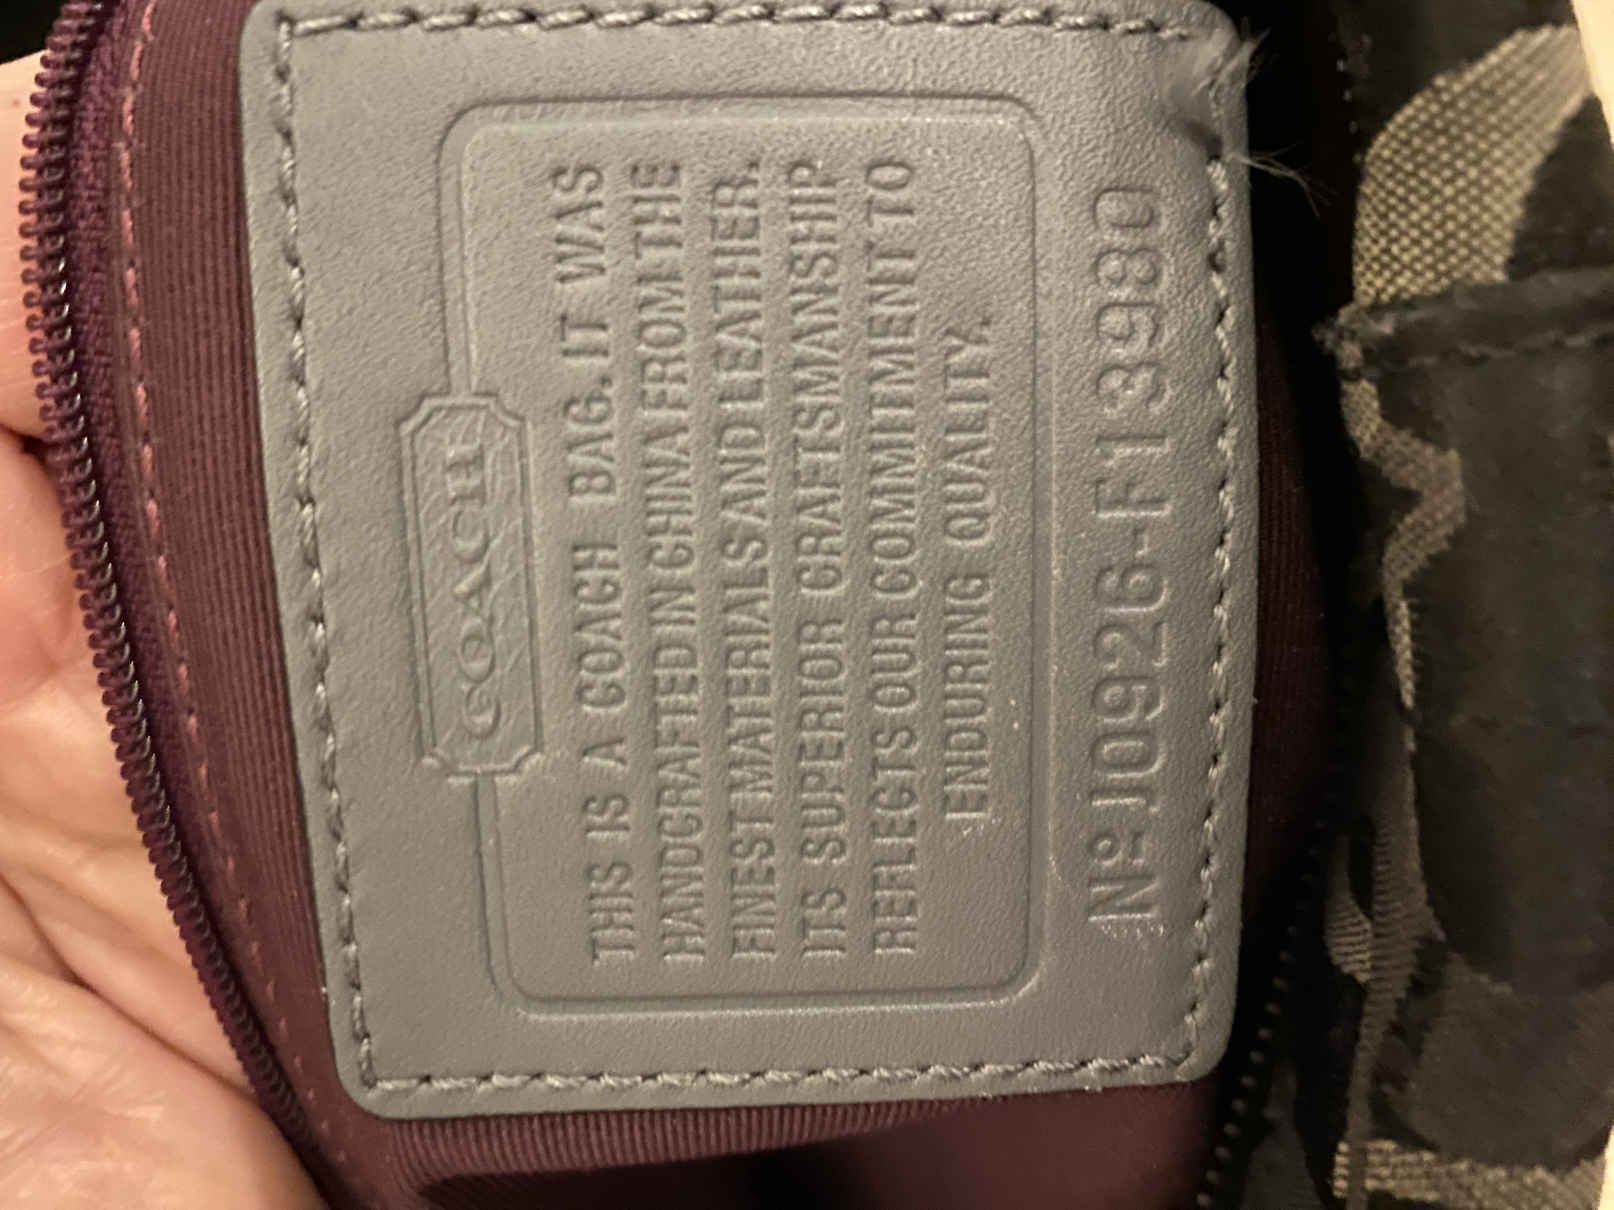 COACH
THIS IS A COACH BAG. IT WAS
HANDCRAFTED IN CHINA FROM THE
FINEST MATERIALS AND LEATHER.
ITS SUPERIOR CRAFTSMANSHIP
REFLECTS OUR COMMITMENT TO
ENDURING QUALITY.
Nº J0926-F13980